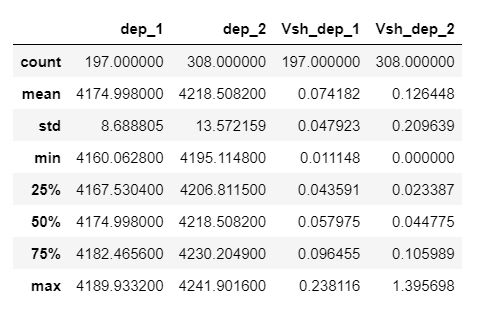 dep_1 dep_2 Vsh_dep_1 Vsh_dep_2
count 197.000000 308.000000 197.000000 308.000000
mean 4174.998000 4218.508200 0.074182 0.126448
std 8.688805 13.572159 0.047923 0.209639
min 4160.062800 4195.114800 0.011148 0.000000
25% 4167.530400 4206.811500 0.043591 0.023387
50% 4174.998000 4218.508200 0.057975 0.044775
75% 4182.465600 4230.204900 0.096455 0.105989
max 4189.933200 4241.901600 0.238116 1.395698